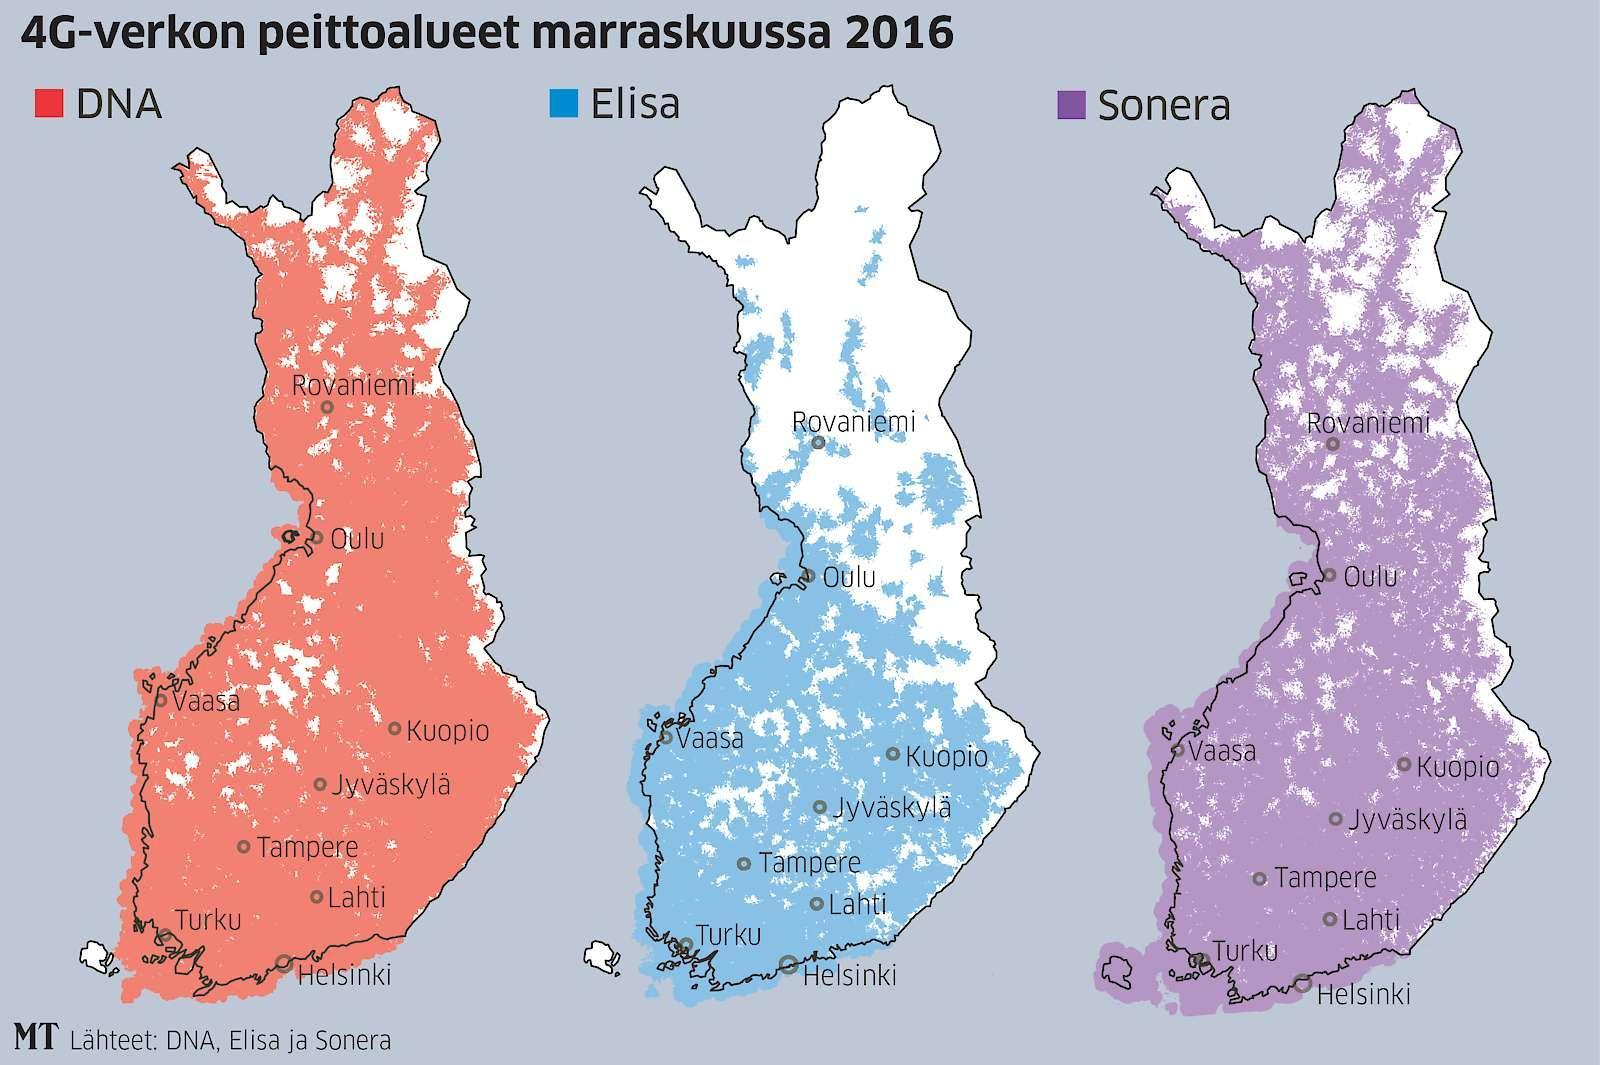 4G-verkon peittoalueet marraskuussa 2016
DNA
Elisa
Sonera
Rovaniemi
Oulu
Vaasa
Kuopio
Jyväskylä
Tampere
Lahti
Turku
Helsinki
Rovaniemi
Oulu
Vaasa
Kuopio
Jyväskylä
Tampere
Lahti
Turku
Helsinki
Rovaniemi
Oulu
Vaasa
Kuopio
Jyväskylä
Tampere
Lahti
Turku
Helsinki
MT Lähteet: DNA, Elisa ja Sonera